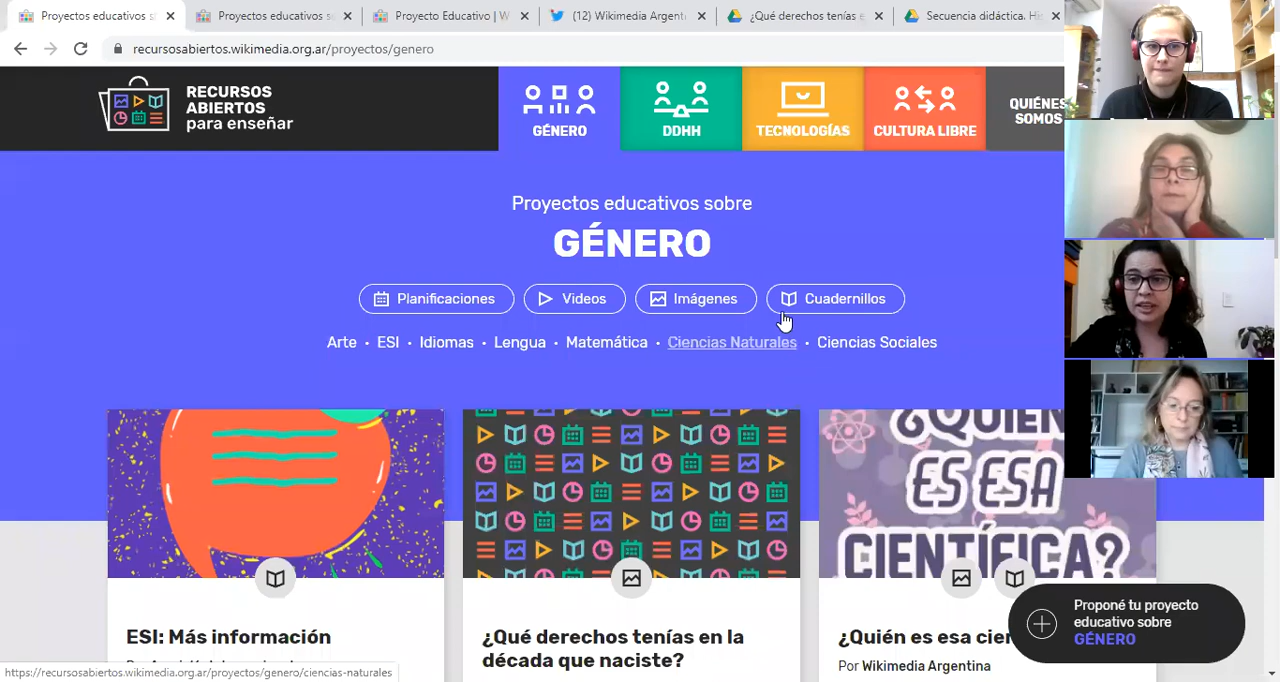 Proyectos educativos s
Proyectos educativos so
Proyecto Educativo | W
(12) Wikimedia Argent
¿Qué derechos tenías e
Secuencia didáctica. Hi
recursosabiertos.wikimedia.org.ar/proyectos/genero
RECURSOS
ABIERTOS
para enseñar
GÉNERO
DDHH
TECNOLOGÍAS
CULTURA LIBRE
QUIÉNES
SOMOS
Proyectos educativos sobre
GÉNERO
Planificaciones
Videos
Imágenes
Cuadernillos
Arte · ESI · Idiomas · Lengua · Matemática · Ciencias Naturales · Ciencias Sociales
¿QUIÉN
ES ESA
CIENTÍFICA?
ESI: Más información
¿Qué derechos tenías en la
década que naciste?
¿Quién es esa cien
Por Wikimedia Argentina
Proponé tu proyecto
educativo sobre
GÉNERO
https://recursosabiertos.wikimedia.org.ar/proyectos/genero/ciencias-naturales